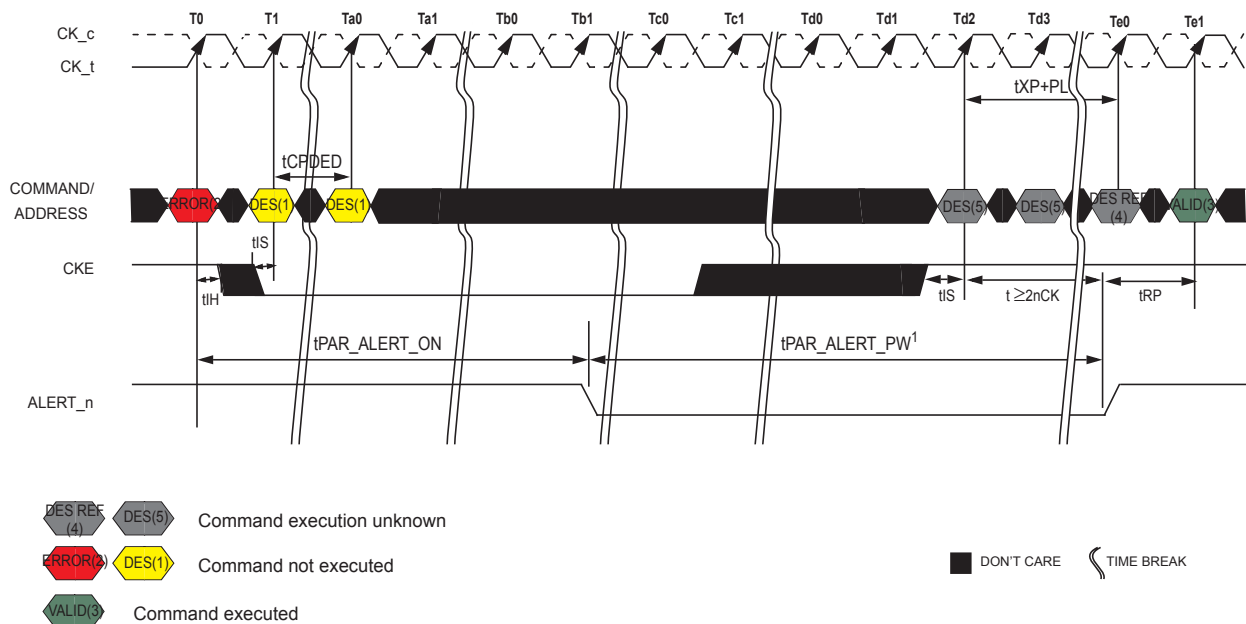 T0 T1 Ta0 Ta1 Tb0 Tb1 Tc0 Tc1 Td0 Td1 Td2 Td3 Te0 Te1
CK_c
CK_t
tXP+PL
tCPDED
COMMAND/
ADDRESS
ERROR(2 DES(1 DES(1 DES(5) DES(5) DES REF
(4) ALID(3)
tIS
CKE
tIH tIS t ≥2nCK tRP
tPAR_ALERT_ON tPAR_ALERT_PW1
ALERT_n
DES REF
(4) DES(5) Command execution unknown
ERROR(2) DES(1) Command not executed
DON'T CARE TIME BREAK
VALID(3) Command executed